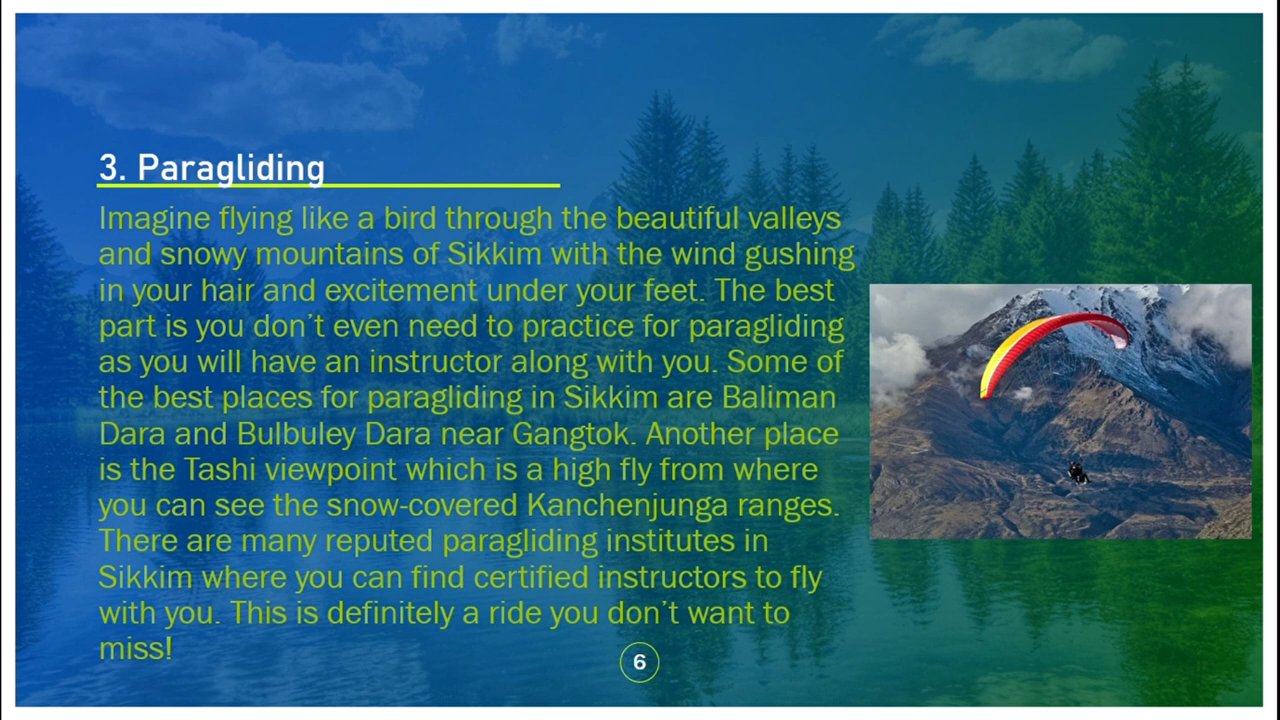 3. Paragliding
Imagine flying like a bird through the beautiful valleys
and snowy mountains of Sikkim with the wind gushing
in your hair and excitement under your feet. The best
part is you don’t even need to practice for paragliding
as you will have an instructor along with you. Some of
the best places for paragliding in Sikkim are Baliman
Dara and Bulbuley Dara near Gangtok. Another place
is the Tashi viewpoint which is a high fly from where
you can see the snow-covered Kanchenjunga ranges.
There are many reputed paragliding institutes in
Sikkim where you can find certified instructors to fly
with you. This is definitely a ride you don’t want to
miss!
6